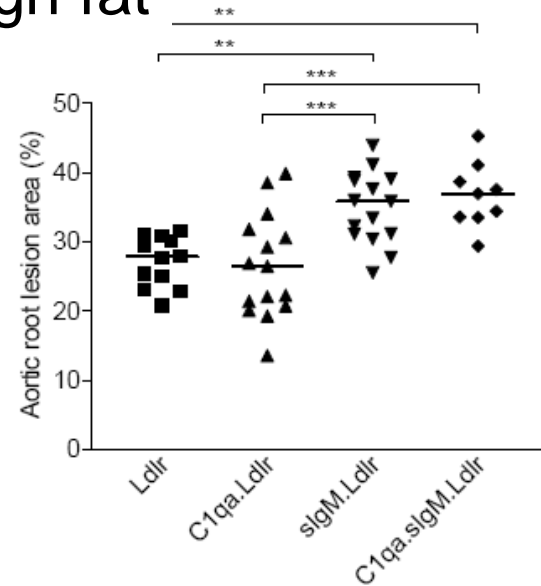 gh fat
**
**
***
***
50
40
30
20
10
0
Aortic root lesion area (%)
Ldlr
C1qa.Ldlr
sIgM.Ldlr
C1qa.sIgM.Ldlr